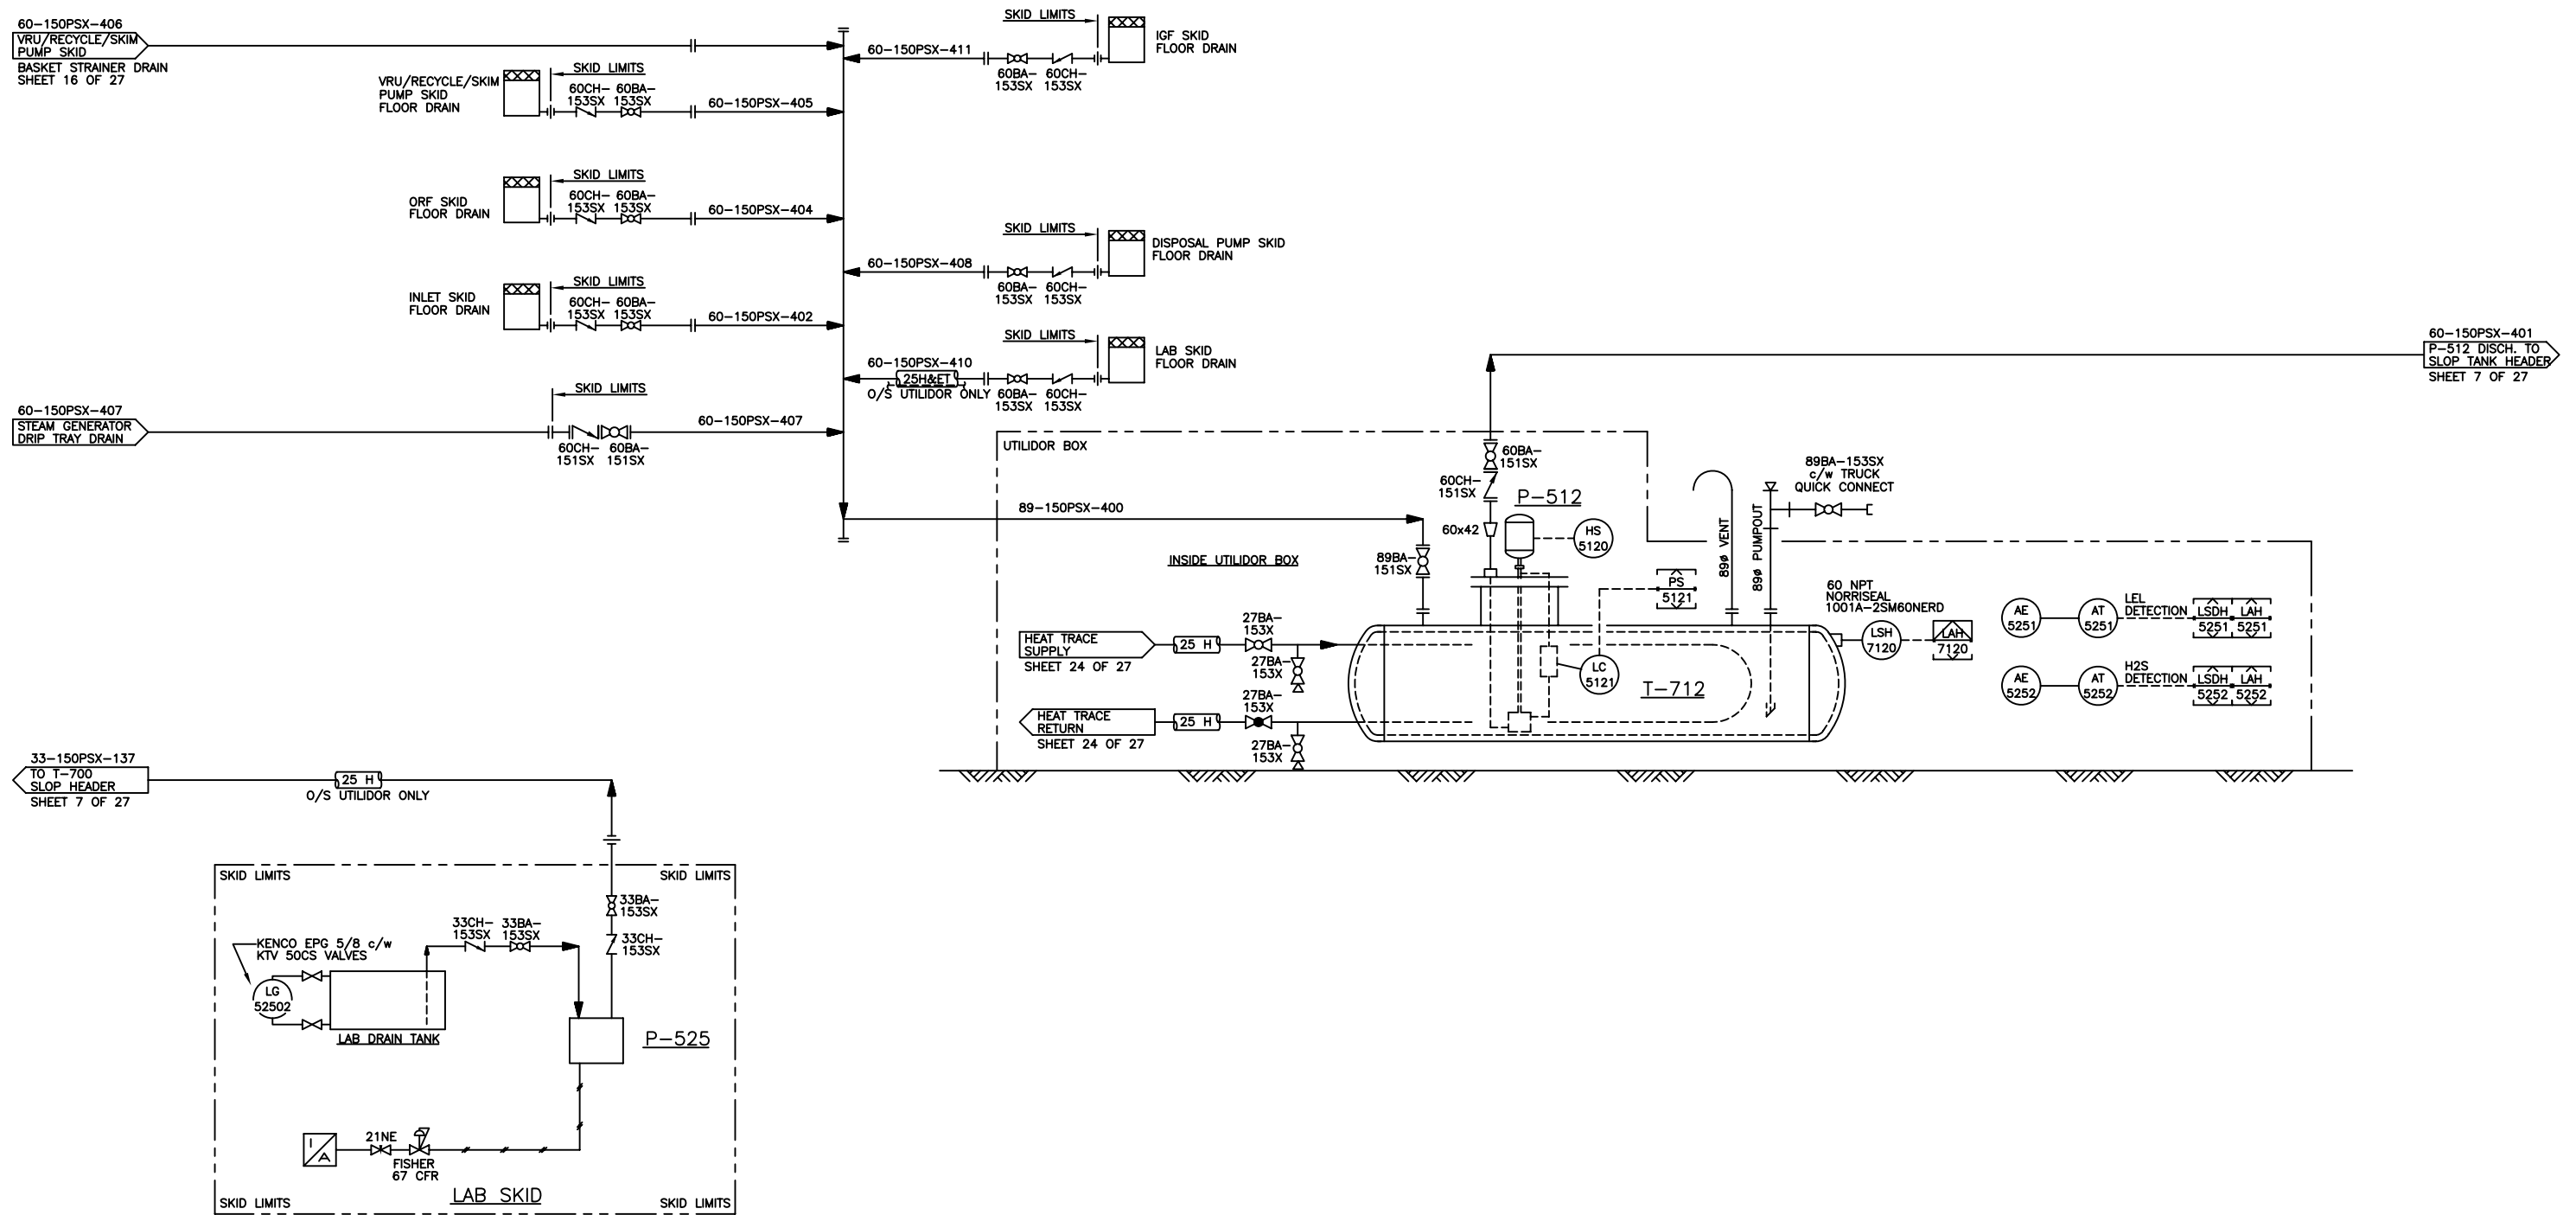 60-150PSX-406
VRU/RECYCLE/SKIM
PUMP SKID
BASKET STRAINER DRAIN
SHEET 16 OF 27
VRU/RECYCLE/SKIM
PUMP SKID
FLOOR DRAIN
SKID LIMITS
60CH- 60BA-
153SX 153SX
60-150PSX-405
ORF SKID
FLOOR DRAIN
SKID LIMITS
60CH- 60BA-
153SX 153SX
60-150PSX-404
INLET SKID
FLOOR DRAIN
SKID LIMITS
60CH- 60BA-
153SX 153SX
60-150PSX-402
60-150PSX-407
STEAM GENERATOR
DRIP TRAY DRAIN
SKID LIMITS
60CH- 60BA-
151SX 151SX
60-150PSX-407
SKID LIMITS
60-150PSX-411
60BA- 60CH-
153SX 153SX
IGF SKID
FLOOR DRAIN
SKID LIMITS
60-150PSX-408
60BA- 60CH-
153SX 153SX
DISPOSAL PUMP SKID
FLOOR DRAIN
SKID LIMITS
60-150PSX-410
25H&ET
O/S UTILIDOR ONLY
60BA- 60CH-
153SX 153SX
LAB SKID
FLOOR DRAIN
60-150PSX-401
P-512 DISCH. TO
SLOP TANK HEADER
SHEET 7 OF 27
UTILIDOR BOX
89-150PSX-400
INSIDE UTILIDOR BOX
89BA-
151SX
60BA-
151SX
60CH-
151SX
60x42
P-512
HS
5120
PS
5121
LC
5121
T-712
89ø VENT
89ø PUMPOUT
89BA-153SX
c/w TRUCK
QUICK CONNECT
60 NPT
NORRISEAL
1001A-2SM60NERD
LSH
7120
LAH
7120
AE
5251
AT
5251
LEL
DETECTION
LSDH LAH
5251 5251
AE
5252
AT
5252
H2S
DETECTION
LSDH LAH
5252 5252
HEAT TRACE
SUPPLY
SHEET 24 OF 27
25 H
27BA-
153X
27BA-
153X
HEAT TRACE
RETURN
SHEET 24 OF 27
25 H
27BA-
153X
27BA-
153X
33-150PSX-137
TO T-700
SLOP HEADER
SHEET 7 OF 27
25 H
O/S UTILIDOR ONLY
SKID LIMITS
SKID LIMITS
33BA-
153SX
33CH-
153SX
33CH- 33BA-
153SX 153SX
KENCO EPG 5/8 c/w
KTV 50CS VALVES
LG
52502
LAB DRAIN TANK
P-525
I/A
21NE
FISHER
67 CFR
LAB SKID
SKID LIMITS
SKID LIMITS